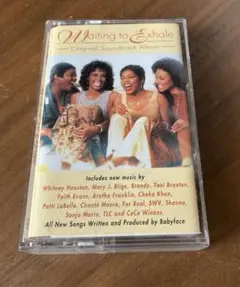 Waiting to Exhale
Original Soundtrack Album
Includes new music by
Whitney Houston, Mary J. Blige, Brandy, Toni Braxton,
Faith Evans, Aretha Franklin, Chaka Khan,
Patti LaBelle, Chanté Moore, For Real, SWV, Shanna,
Sonja Marie, TLC and CeCe Winans.
All New Songs Written and Produced by Babyface